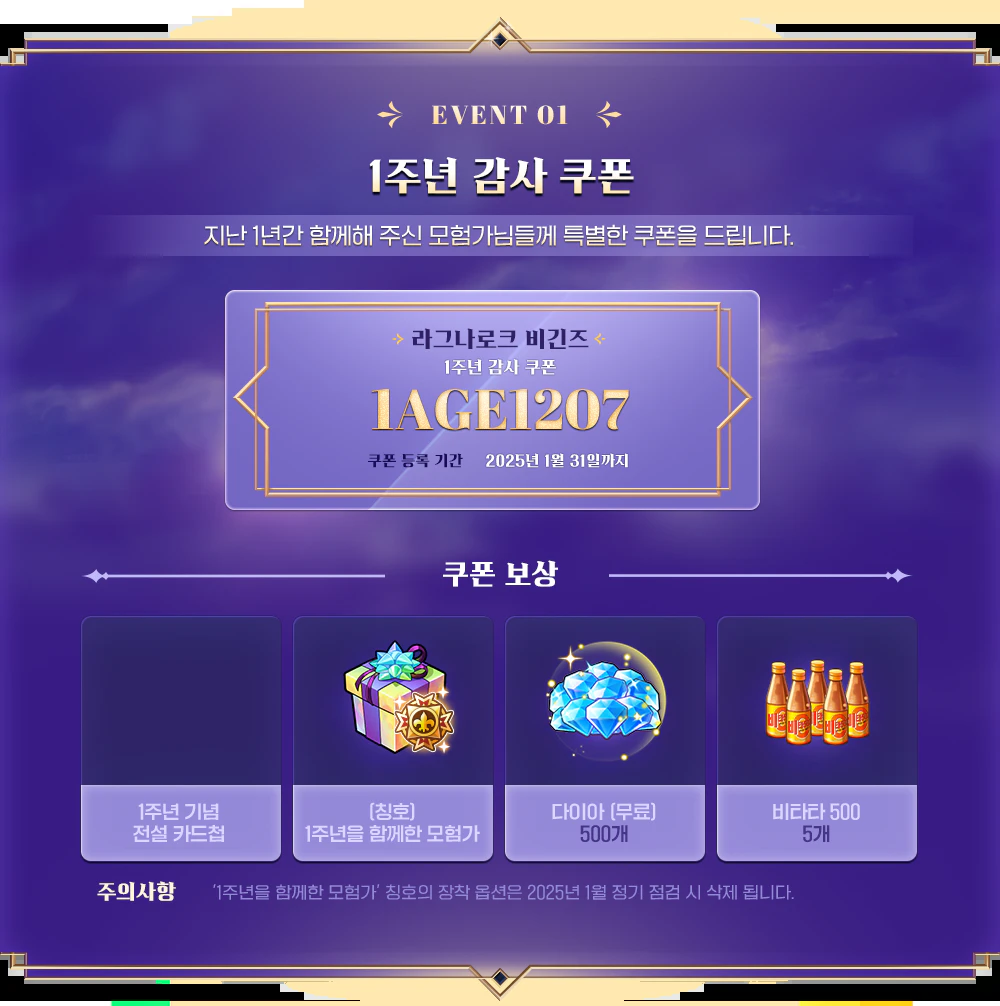 EVENT 01
1주년 감사 쿠폰
지난 1년간 함께해 주신 모험가님들께 특별한 쿠폰을 드립니다.
라그나로크 비긴즈
1주년 감사 쿠폰
1AGE1207
쿠폰 등록 기간 2025년 1월 31일까지
쿠폰 보상
1주년 기념
전설 카드첩
(칭호)
1주년을 함께한 모험가
다이아 (무료)
500개
비타타 500
5개
주의사항 '1주년을 함께한 모험가' 칭호의 장착 옵션은 2025년 1월 정기 점검 시 삭제 됩니다.